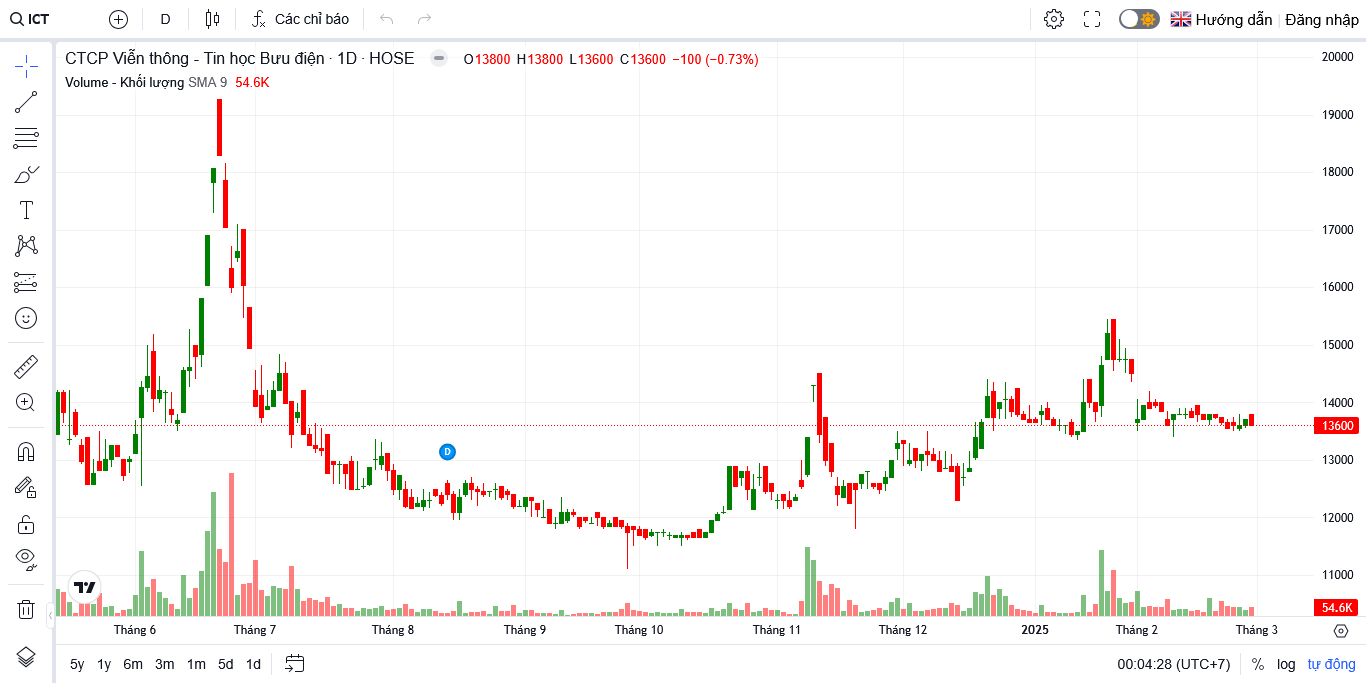 ICT D Các chỉ báo Hướng dẫn Đăng nhập
CTCP Viễn thông - Tin học Bưu điện · 1D · HOSE O13800 H13800 L13600 C13600 −100 (−0.73%)
Volume - Khối lượng SMA 9 54.6K
20000
19000
18000
17000
16000
15000
14000
13600
13000
12000
11000
54.6K
D
Tháng 6 Tháng 7 Tháng 8 Tháng 9 Tháng 10 Tháng 11 Tháng 12 2025 Tháng 2 Tháng 3
5y 1y 6m 3m 1m 5d 1d 00:04:28 (UTC+7) % log tự động